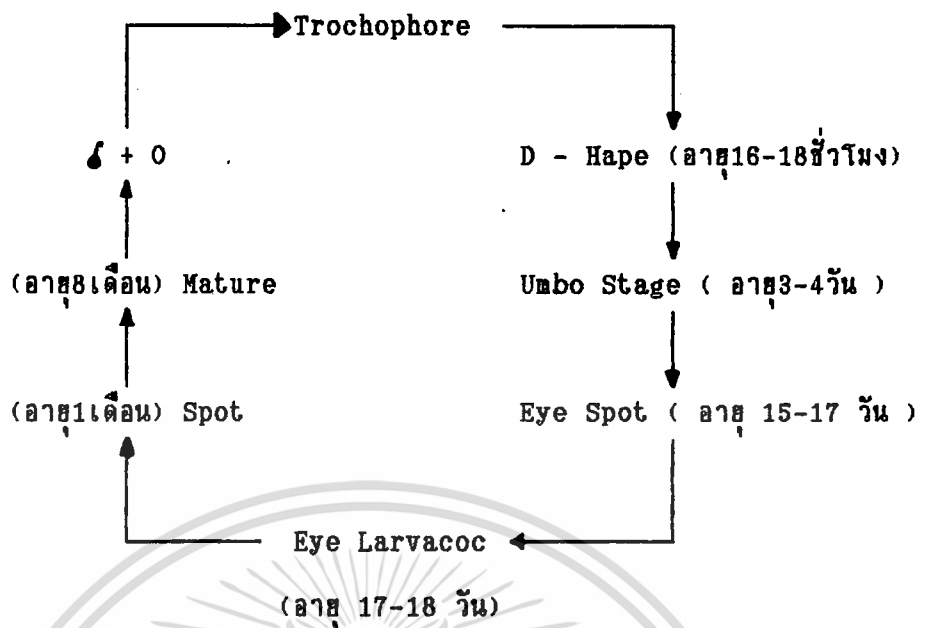 Trochophore
♂ + O
D - Hape (อายุ16-18ชั่วโมง)
(อายุ8เดือน) Mature
Umbo Stage ( อายุ3-4วัน )
(อายุ1เดือน) Spot
Eye Spot ( อายุ 15-17 วัน )
Eye Larvacoc
(อายุ 17-18 วัน)